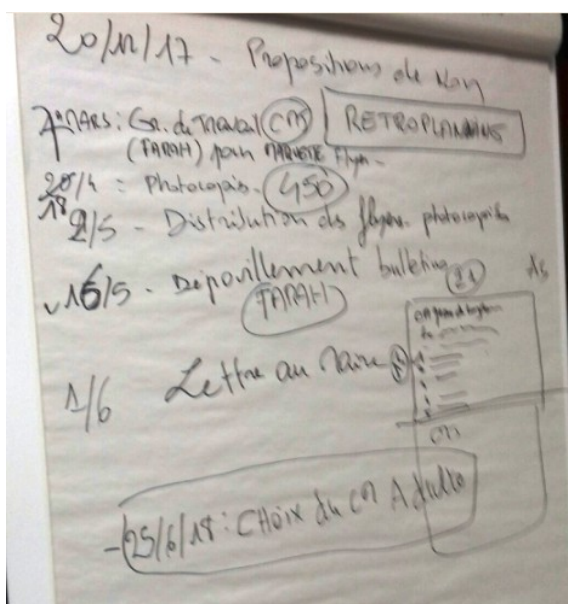 20/12/17 - Propositions de Nom
7 MARS: Gr. de Travail (CM) RETROPLANNING
(FARAH) pour MAQUETTE Flyer -
20/4 = Photocopies - 450
18 2/5 - Distribution des flyers photocopiés
15/5 - Dépouillement bulletins
FARAH
1/6 Lettre au Maire
CM
- 25/6/18 : CHOIX du CM Adulte